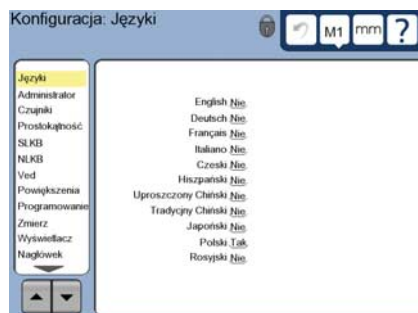 Konfiguracja: Języki
M1
mm
?
Języki
Administrator
Czujniki
Prostokątność
SLKB
NLKB
Ved
Powiększenia
Programowanie
Zmierz
Wyświetlacz
Nagłówek
English Nie.
Deutsch Nie.
Français Nie.
Italiano Nie.
Czeski Nie.
Hiszpański Nie.
Uproszczony Chiński Nie.
Tradycjny Chiński Nie.
Japoński Nie.
Polski Tak.
Rosyjski Nie.